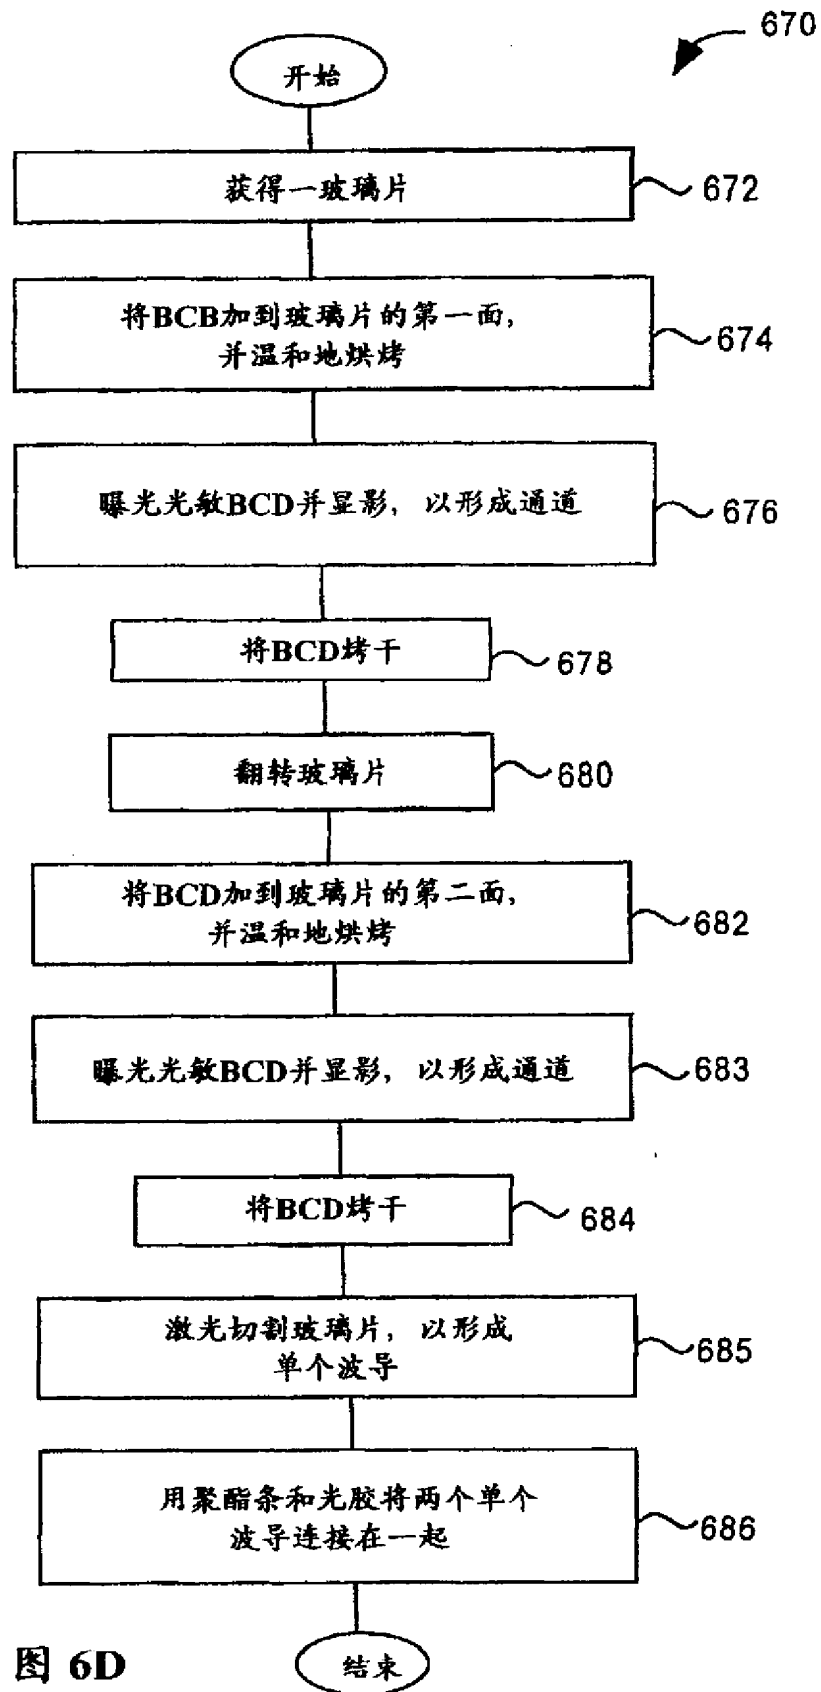 670
开始
获得一玻璃片
672
将BCB加到玻璃片的第一面，
并温和地烘烤
674
曝光光敏BCD并显影，以形成通道
676
将BCD烤干
678
翻转玻璃片
680
将BCD加到玻璃片的第二面，
并温和地烘烤
682
曝光光敏BCD并显影，以形成通道
683
将BCD烤干
684
激光切割玻璃片，以形成
单个波导
685
用聚酯条和光胶将两个单个
波导连接在一起
686
结束
图 6D